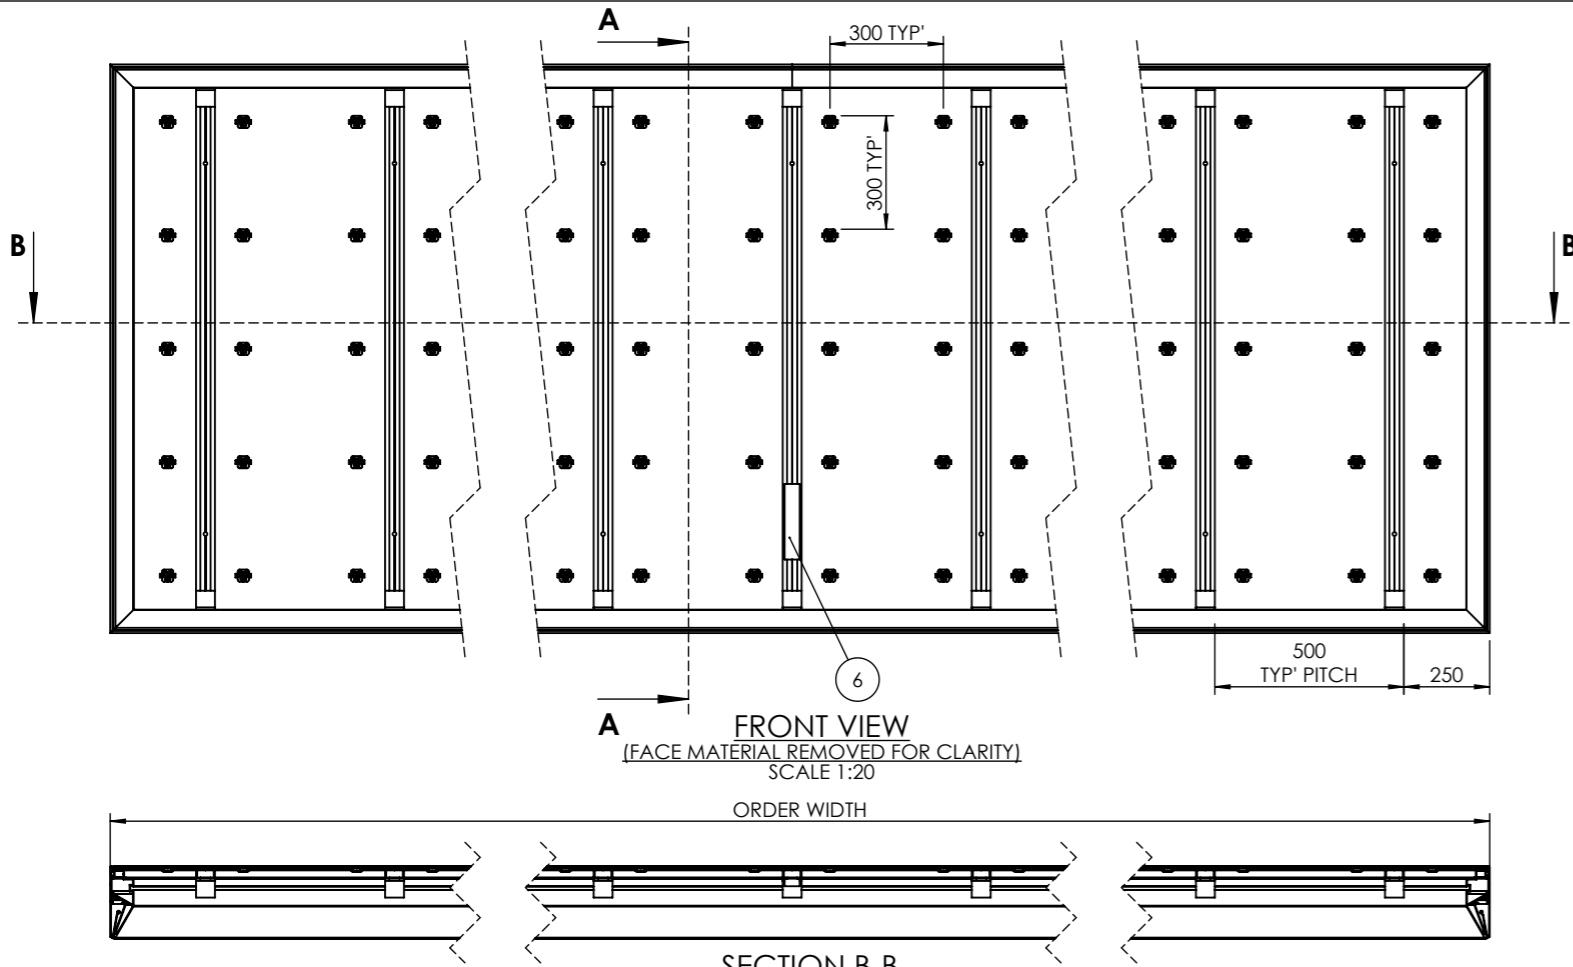 A
300 TYP'
300 TYP'
B
B
500
TYP' PITCH
250
6
A
FRONT VIEW
(FACE MATERIAL REMOVED FOR CLARITY)
SCALE 1:20
ORDER WIDTH
SECTION B-B